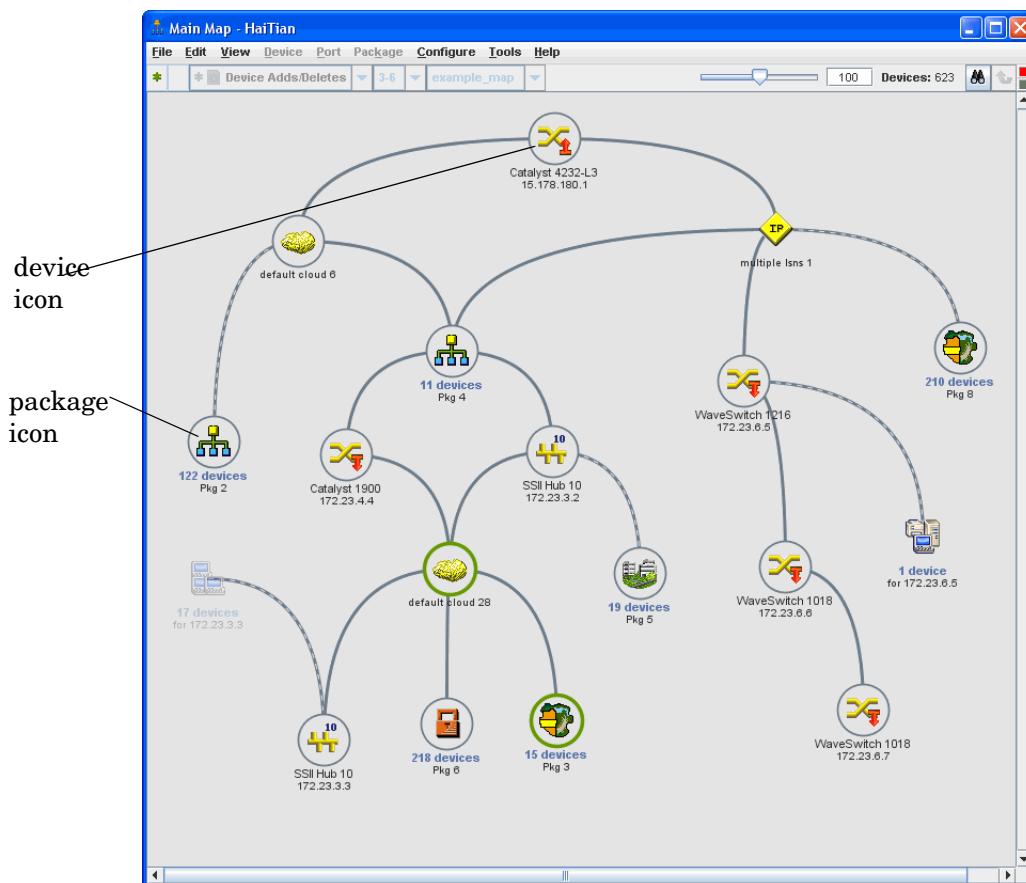 Main Map - HaiTian
File Edit View Device Port Package Configure Tools Help
Device Adds/Deletes 3-6 example_map 100 Devices: 623
Catalyst 4232-L3
15.178.180.1
IP
default cloud 6
multiple lsns 1
device
icon
11 devices
Pkg 4
210 devices
Pkg 8
package
icon
WaveSwitch 1216
172.23.6.5
122 devices
Pkg 2
Catalyst 1900
172.23.4.4
10
SSII Hub 10
172.23.3.2
1 device
for 172.23.6.5
default cloud 28
19 devices
Pkg 5
WaveSwitch 1018
172.23.6.6
17 devices
for 172.23.3.3
10
SSII Hub 10
172.23.3.3
218 devices
Pkg 6
15 devices
Pkg 3
WaveSwitch 1018
172.23.6.7